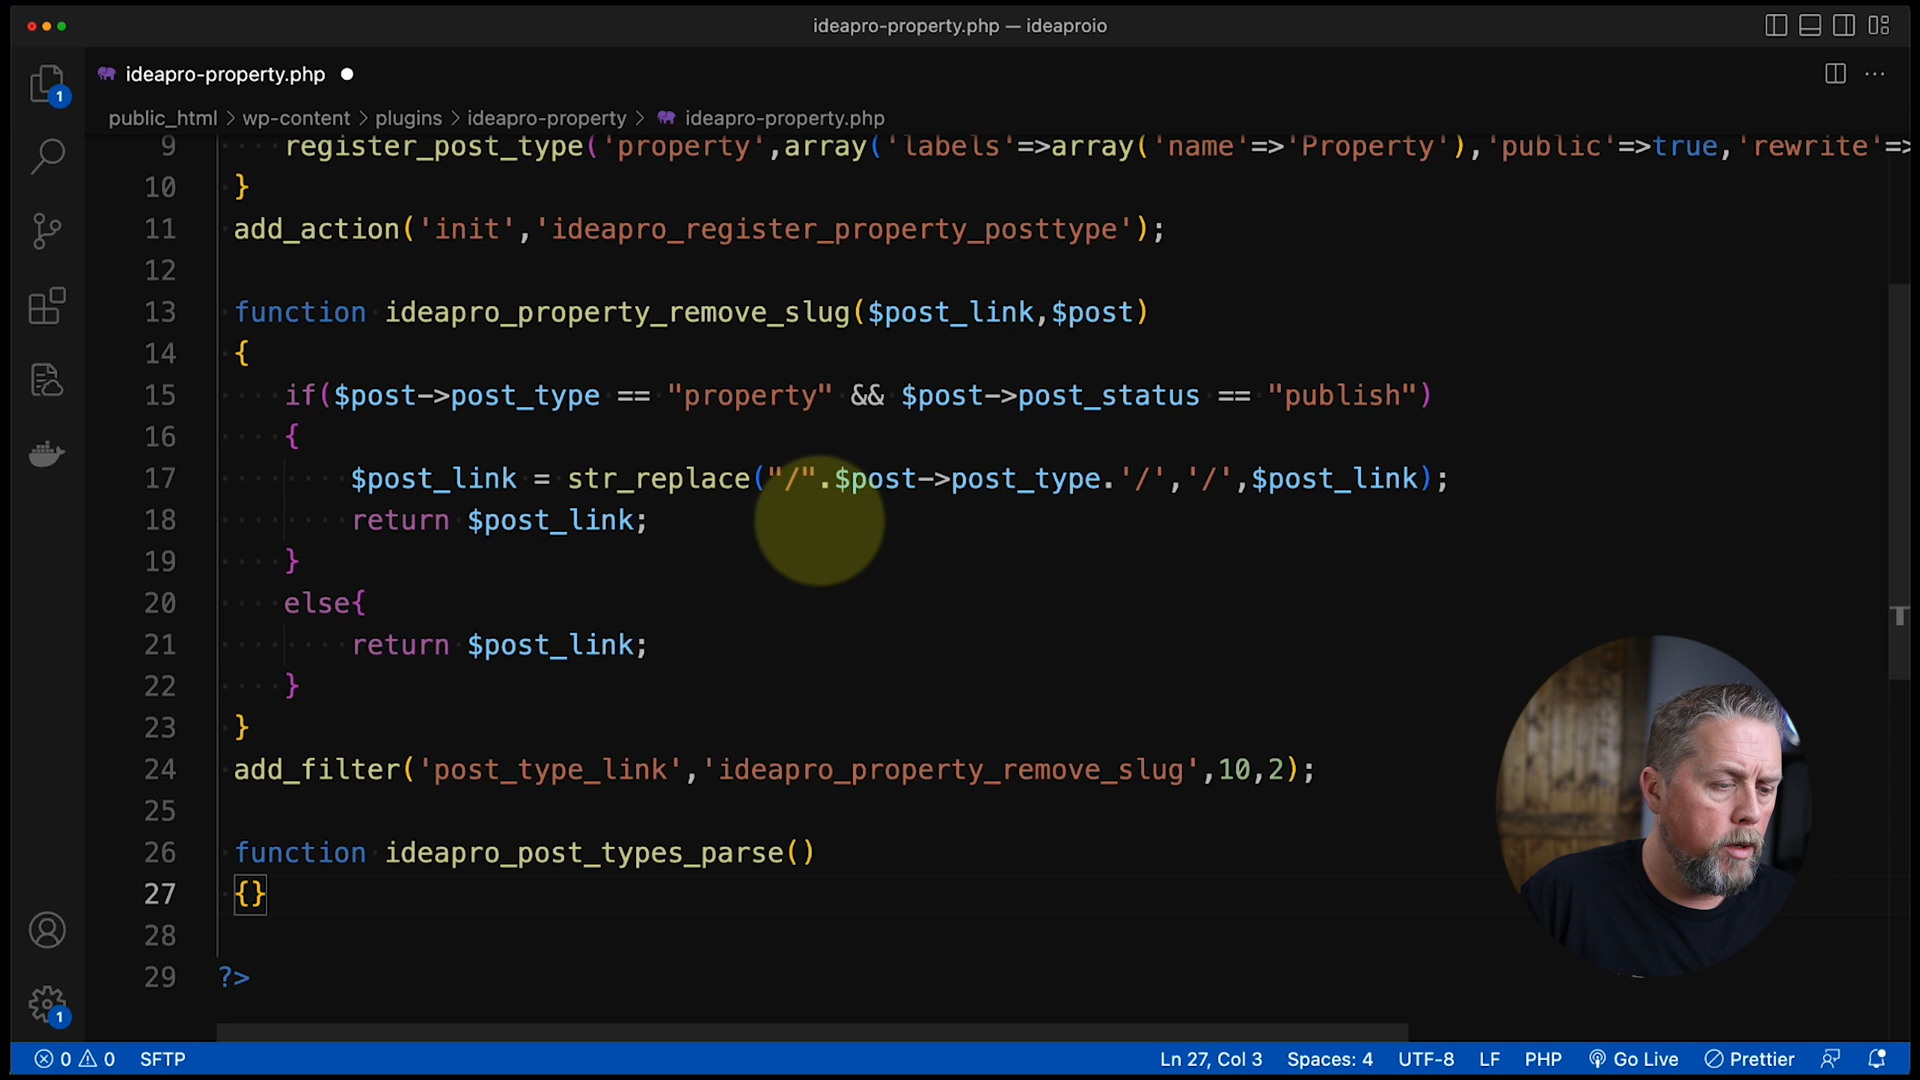 ideapro-property.php — ideaproio
ideapro-property.php
public_html > wp-content > plugins > ideapro-property > ideapro-property.php
1
9 register_post_type('property',array('labels'=>array('name'=>'Property'),'public'=>true,'rewrite'=>
10 }
11 add_action('init','ideapro_register_property_posttype');
12
13 function ideapro_property_remove_slug($post_link,$post)
14 {
15 if($post->post_type == "property" && $post->post_status == "publish")
16 {
17 $post_link = str_replace("/".$post->post_type.'/','/',$post_link);
18 return $post_link;
19 }
20 else{
21 return $post_link;
22 }
23 }
24 add_filter('post_type_link','ideapro_property_remove_slug',10,2);
25
26 function ideapro_post_types_parse()
27 {}
28
29 ?>
1
0 0 SFTP Ln 27, Col 3 Spaces: 4 UTF-8 LF PHP Go Live Prettier